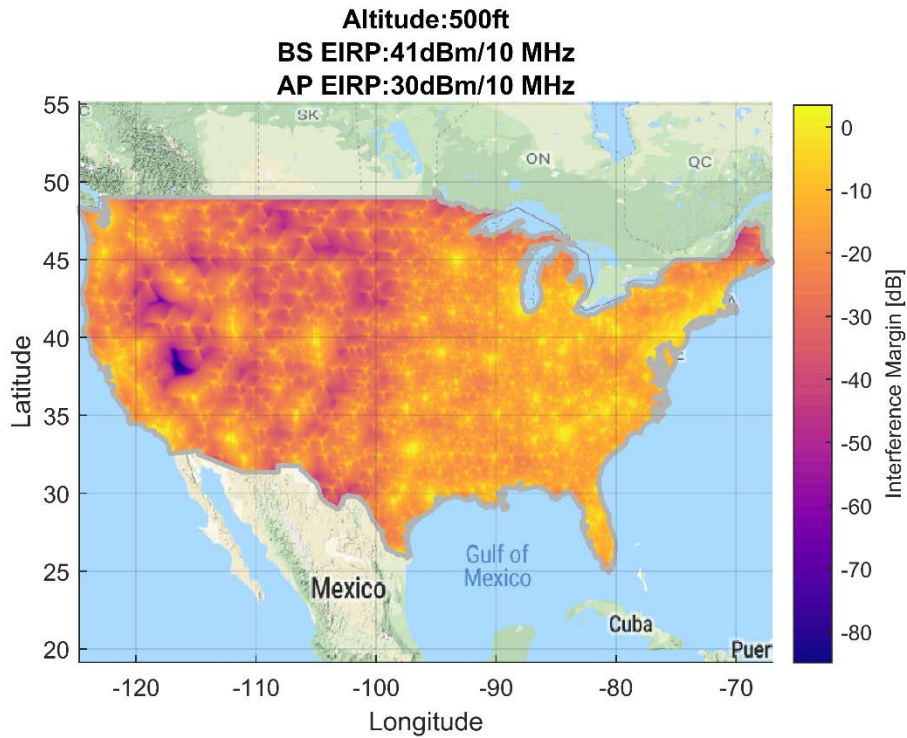 Altitude:500ft
BS EIRP:41dBm/10 MHz
AP EIRP:30dBm/10 MHz
55
50
45
40
35
30
25
20
Latitude
SK
ON
QC
Gulf of
Mexico
Mexico
Cuba
Puer
-120
-110
-100
-90
-80
-70
Longitude
0
-10
-20
-30
-40
-50
-60
-70
-80
Interference Margin [dB]